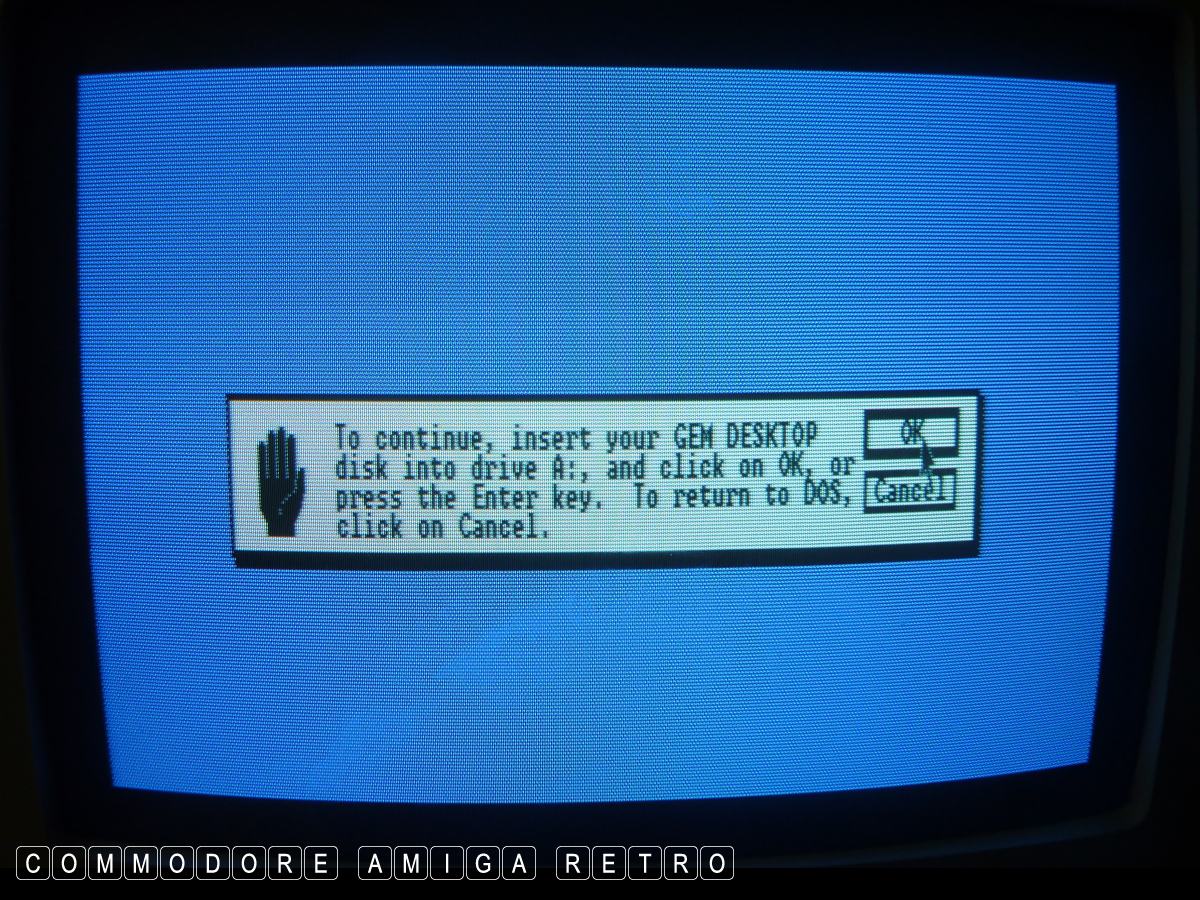 To continue, insert your GEM DESKTOP
disk into drive A:, and click on OK, or
press the Enter key.  To return to DOS,
click on Cancel.
OK
Cancel
COMMODORE AMIGA RETRO